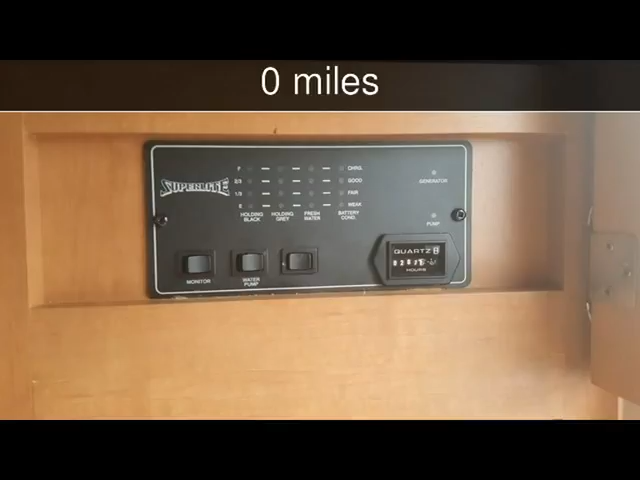 0 miles
SUPERLITE
F
2/3
1/3
E
CHRG.
GOOD
FAIR
WEAK
HOLDING BLACK
HOLDING GREY
FRESH WATER
BATTERY COND.
GENERATOR
PUMP
MONITOR
WATER PUMP
QUARTZ
HOURS